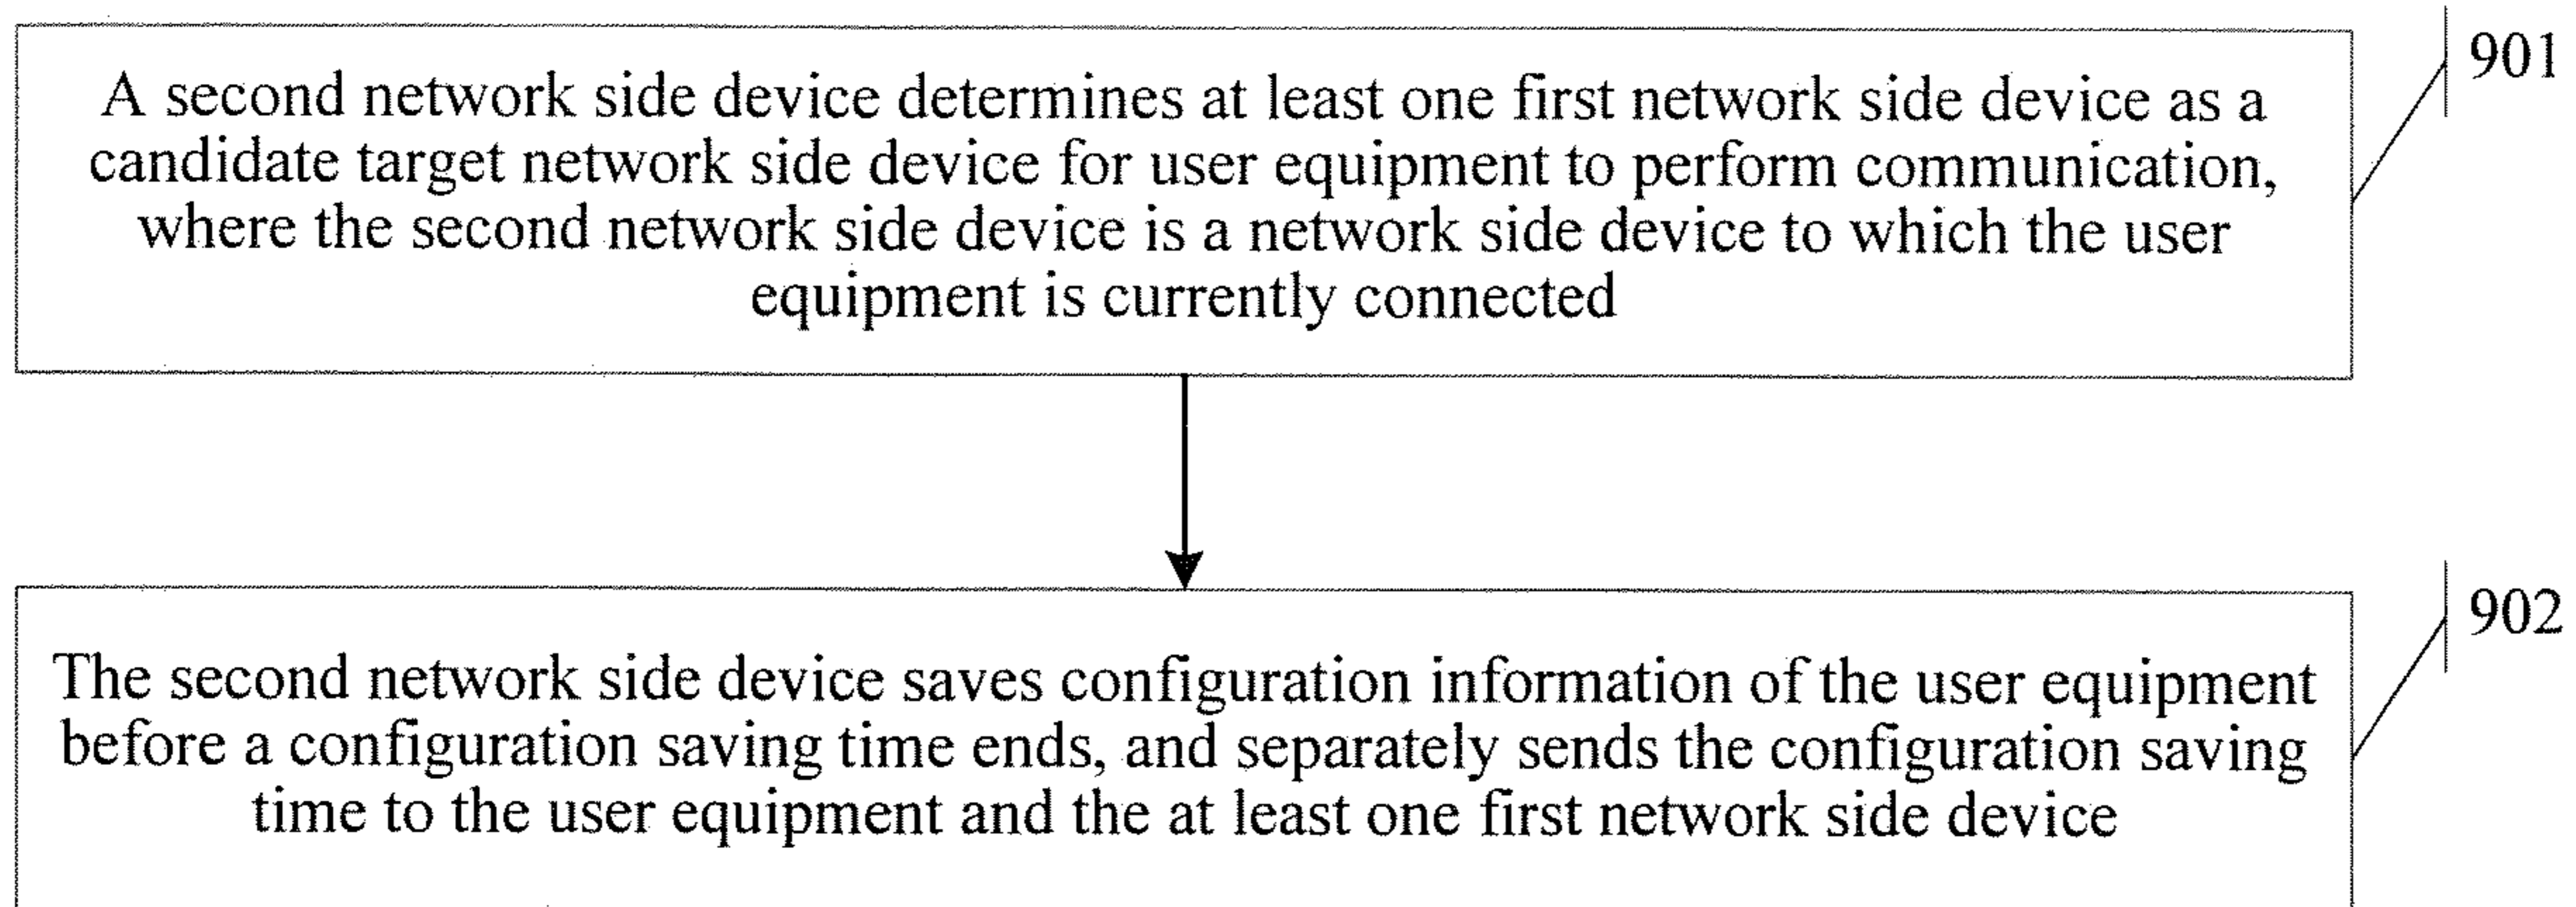 901
A second network side device determines at least one first network side device as a
candidate target network side device for user equipment to perform communication,
where the second network side device is a network side device to which the user
equipment is currently connected
902
The second network side device saves configuration information of the user equipment
before a configuration saving time ends, and separately sends the configuration saving
time to the user equipment and the at least one first network side device